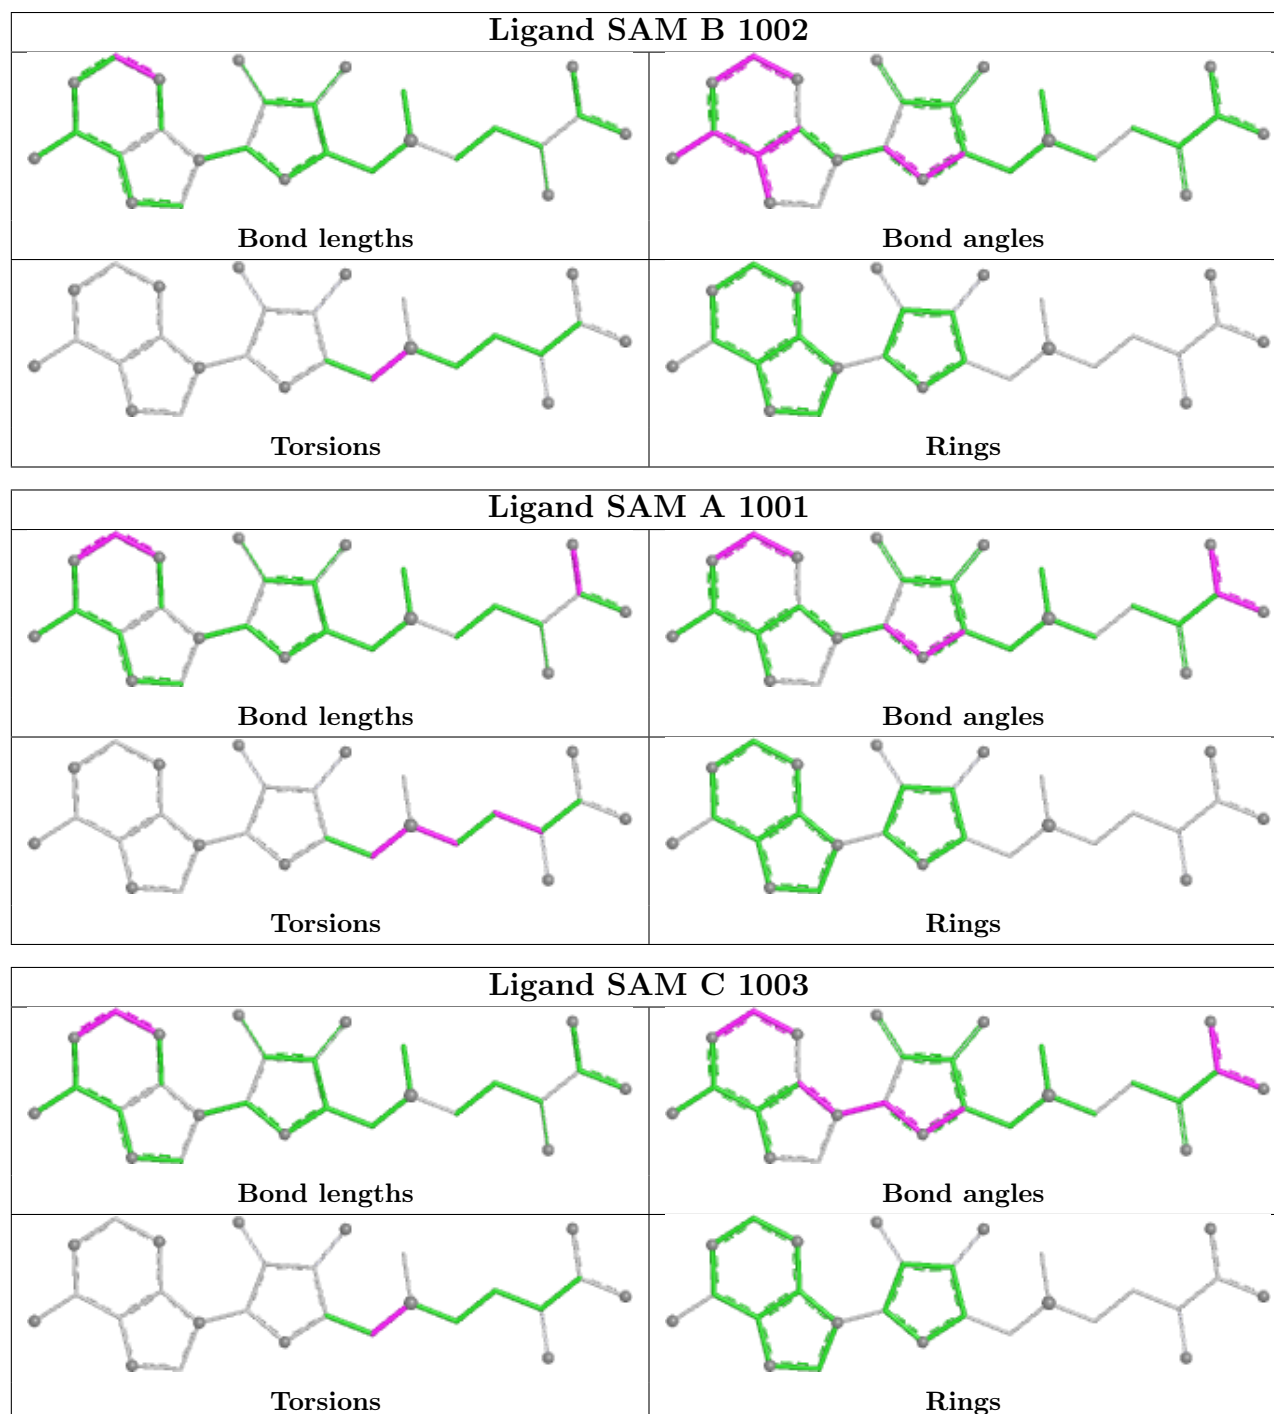 Ligand SAM B 1002
Bond lengths
Bond angles
Torsions
Rings
Ligand SAM A 1001
Bond lengths
Bond angles
Torsions
Rings
Ligand SAM C 1003
Bond lengths
Bond angles
Torsions
Rings